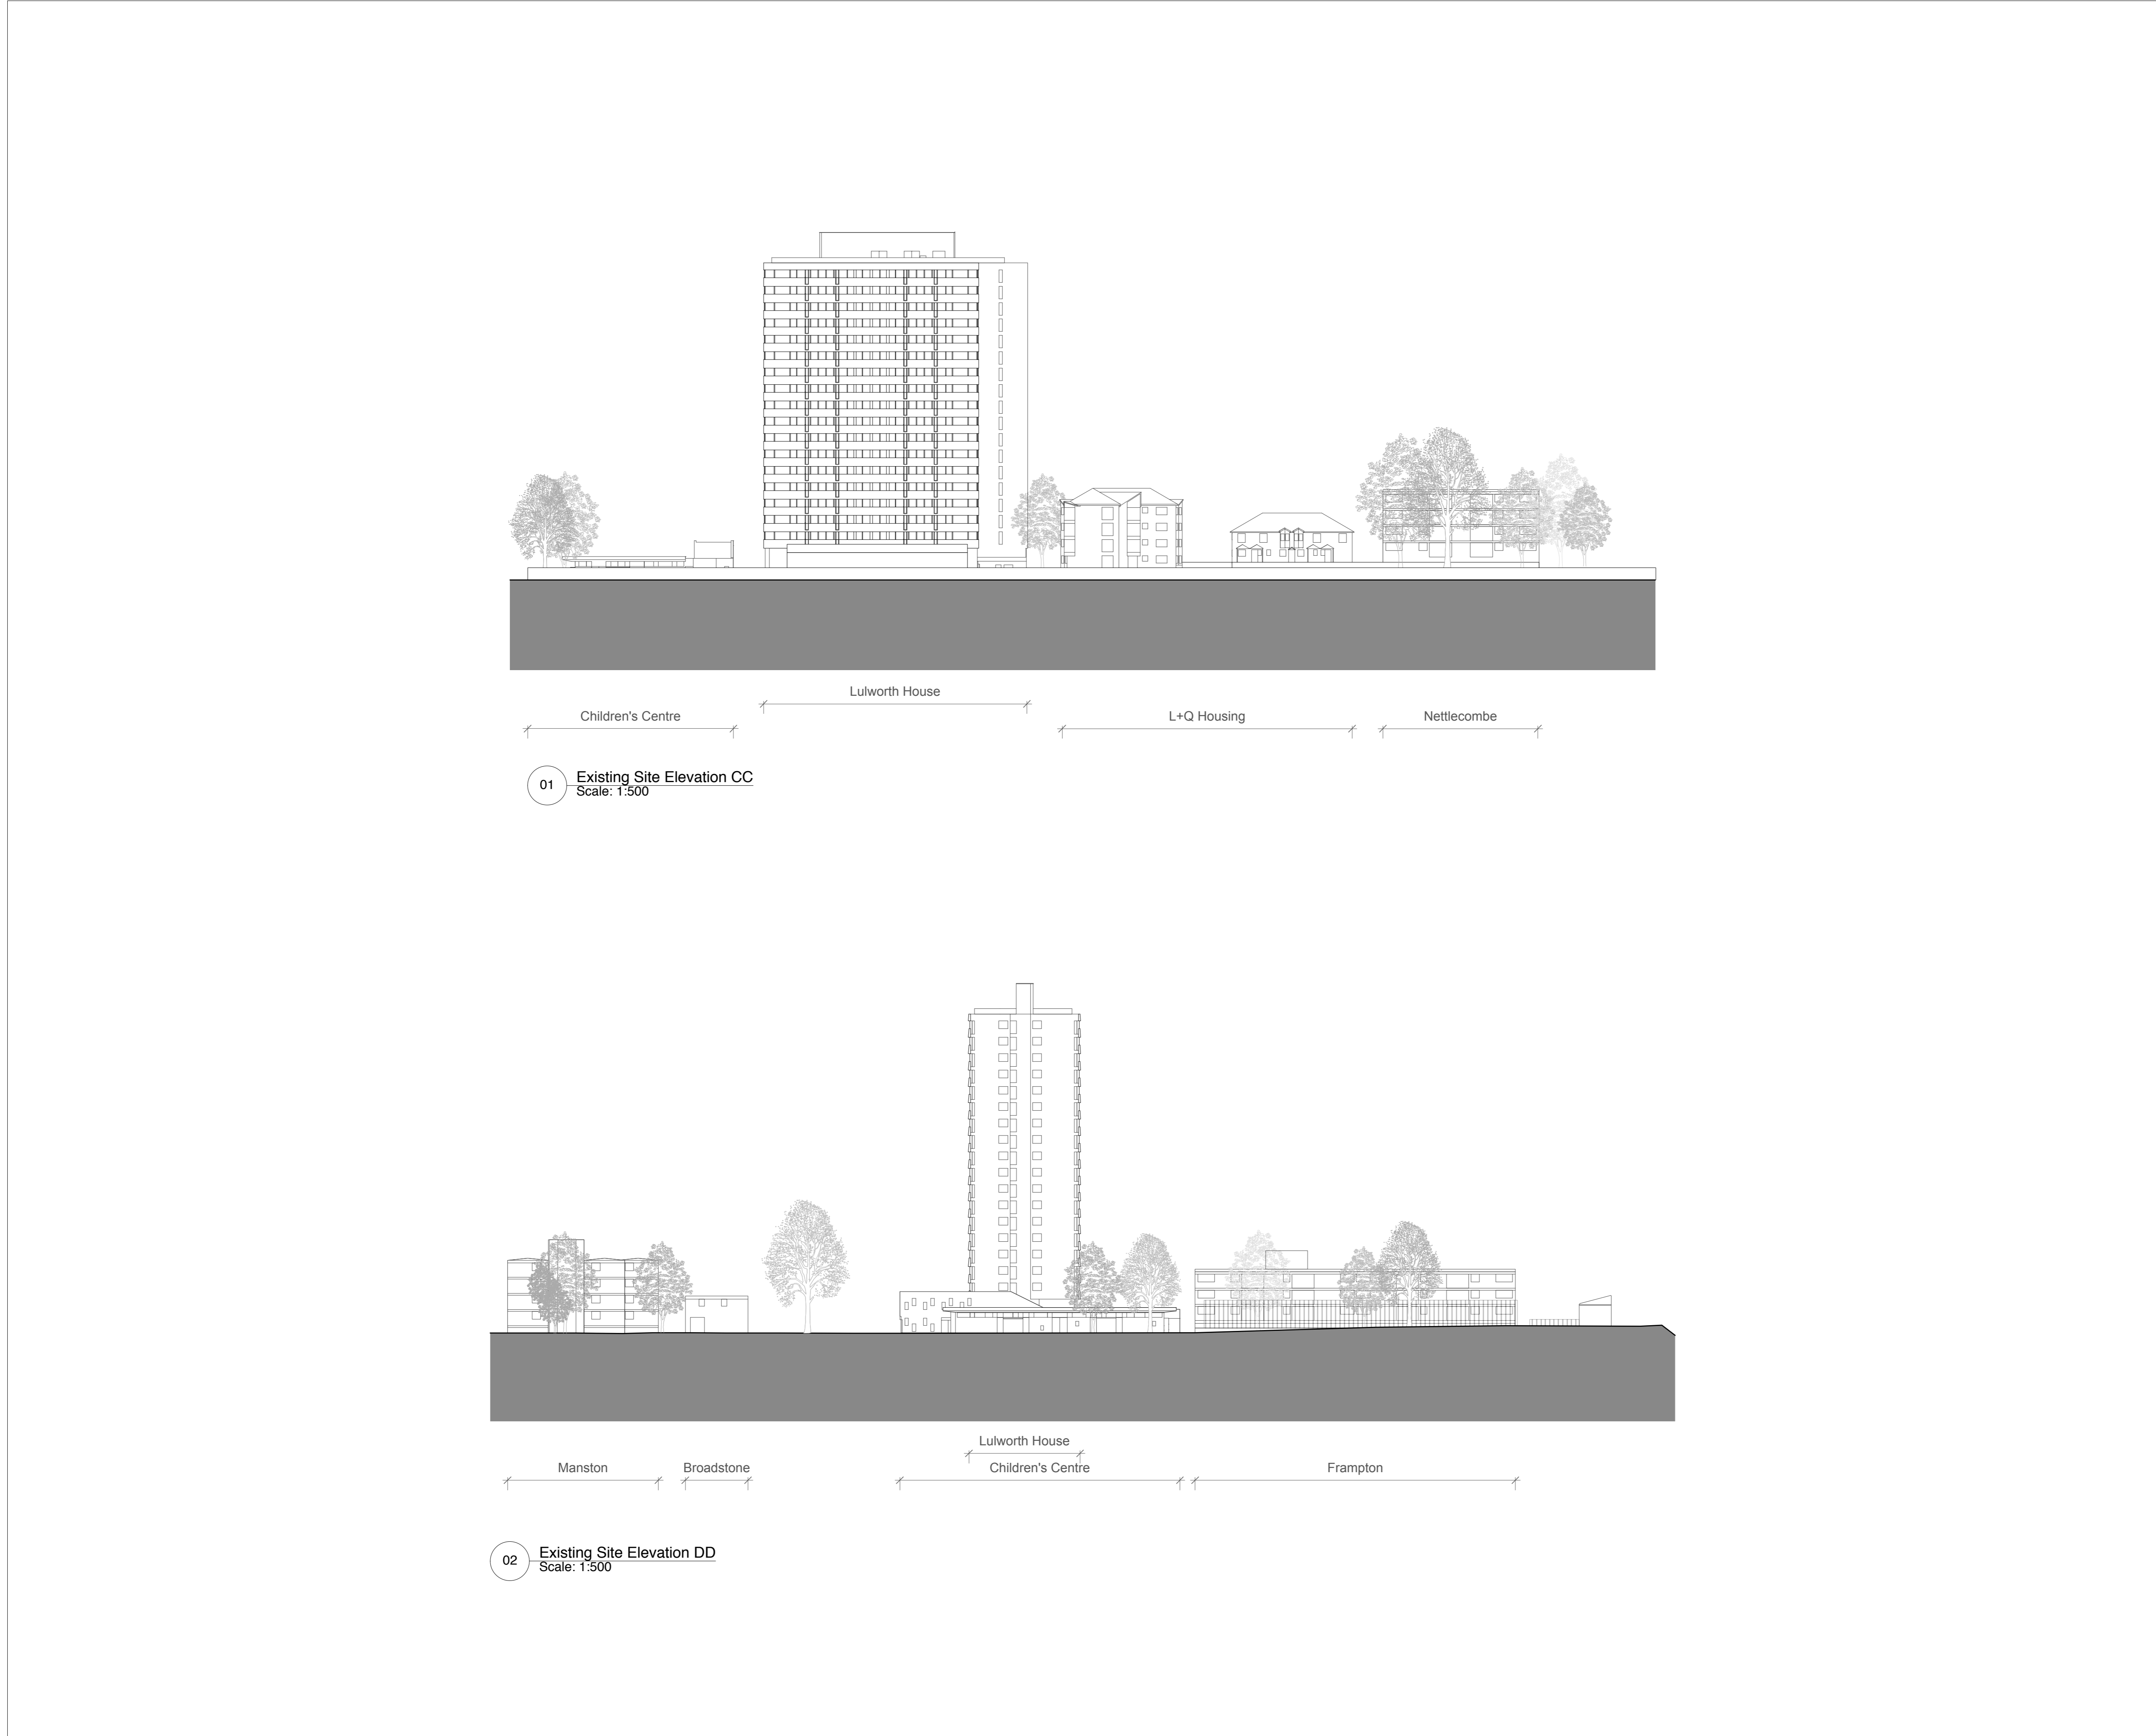 Lulworth House
Children's Centre
L+Q Housing
Nettlecombe
01
Existing Site Elevation CC
Scale: 1:500
Lulworth House
Manston
Broadstone
Children's Centre
Frampton
02
Existing Site Elevation DD
Scale: 1:500